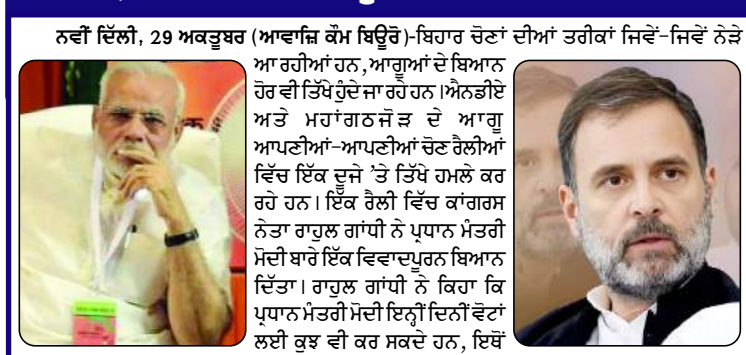 ਨਵੀਂ ਦਿੱਲੀ, 29 ਅਕਤੂਬਰ (ਆਵਾਜ਼ਿ ਕੌਮ ਬਿਊਰੋ)-ਬਿਹਾਰ ਚੋਣਾਂ ਦੀਆਂ ਤਰੀਕਾਂ ਜਿਵੇਂ-ਜਿਵੇਂ ਨੇੜੇ
ਆ ਰਹੀਆਂ ਹਨ, ਆਗੂਆਂ ਦੇ ਬਿਆਨ
ਹੋਰ ਵੀ ਤਿੱਖੇ ਹੁੰਦੇ ਜਾ ਰਹੇ ਹਨ। ਐਨਡੀਏ
ਅਤੇ ਮਹਾਂਗਠਜੋੜ ਦੇ ਆਗੂ
ਆਪਣੀਆਂ-ਆਪਣੀਆਂ ਚੋਣ ਰੈਲੀਆਂ
ਵਿੱਚ ਇੱਕ ਦੂਜੇ ’ਤੇ ਤਿੱਖੇ ਹਮਲੇ ਕਰ
ਰਹੇ ਹਨ। ਇੱਕ ਰੈਲੀ ਵਿੱਚ ਕਾਂਗਰਸ
ਨੇਤਾ ਰਾਹੁਲ ਗਾਂਧੀ ਨੇ ਪ੍ਰਧਾਨ ਮੰਤਰੀ
ਮੋਦੀ ਬਾਰੇ ਇੱਕ ਵਿਵਾਦਪੂਰਨ ਬਿਆਨ
ਦਿੱਤਾ। ਰਾਹੁਲ ਗਾਂਧੀ ਨੇ ਕਿਹਾ ਕਿ
ਪ੍ਰਧਾਨ ਮੰਤਰੀ ਮੋਦੀ ਇਨ੍ਹੀਂ ਦਿਨੀਂ ਵੋਟਾਂ
ਲਈ ਕੁਝ ਵੀ ਕਰ ਸਕਦੇ ਹਨ, ਇਥੋਂ